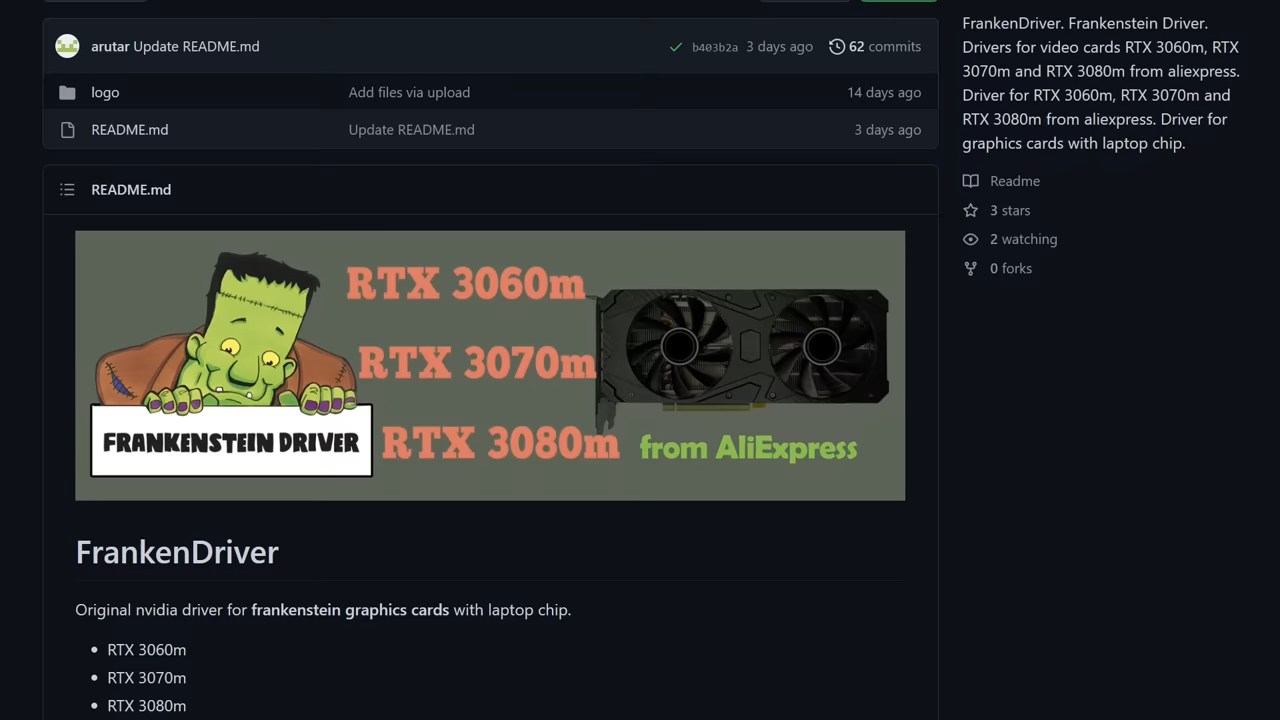 arutar Update README.md b403b2a 3 days ago 62 commits
logo Add files via upload 14 days ago
README.md Update README.md 3 days ago
README.md
RTX 3060m
RTX 3070m
RTX 3080m
from AliExpress
FRANKENSTEIN DRIVER
FrankenDriver
Original nvidia driver for frankenstein graphics cards with laptop chip.
RTX 3060m
RTX 3070m
RTX 3080m
FrankenDriver. Frankenstein Driver.
Drivers for video cards RTX 3060m, RTX
3070m and RTX 3080m from aliexpress.
Driver for RTX 3060m, RTX 3070m and
RTX 3080m from aliexpress. Driver for
graphics cards with laptop chip.
Readme
3 stars
2 watching
0 forks